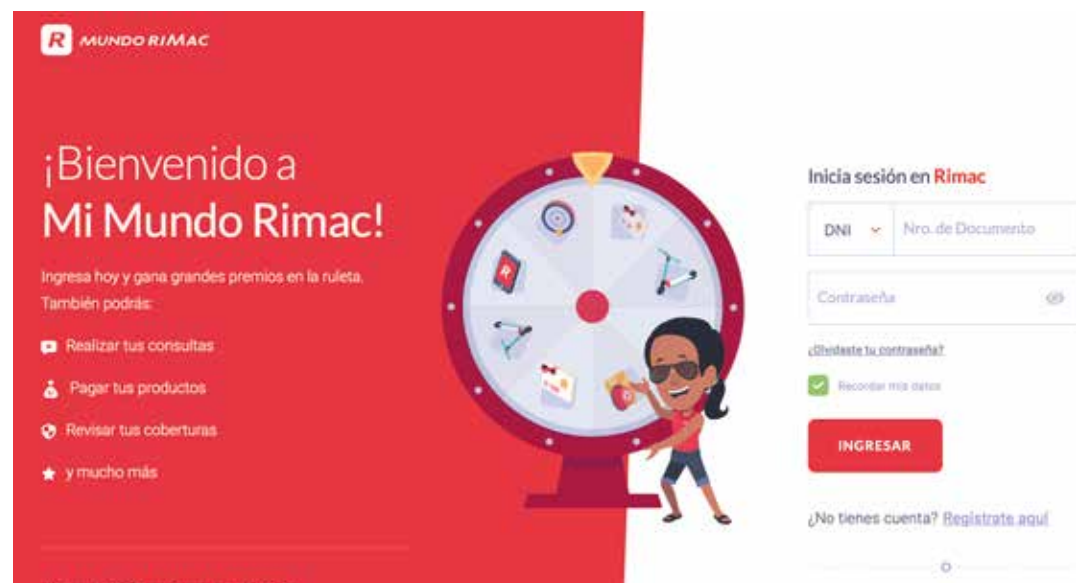 R MUNDO RIMAC
¡Bienvenido a
Mi Mundo Rimac!
Ingresa hoy y gana grandes premios en la ruleta.
También podrás:
Realizar tus consultas
Pagar tus productos
Revisar tus coberturas
y mucho más
R
Inicia sesión en Rimac
DNI Nro. de Documento
Contraseña
¿Olvidaste tu contraseña?
Recordar mis datos
INGRESAR
¿No tienes cuenta? Regístrate aquí
o